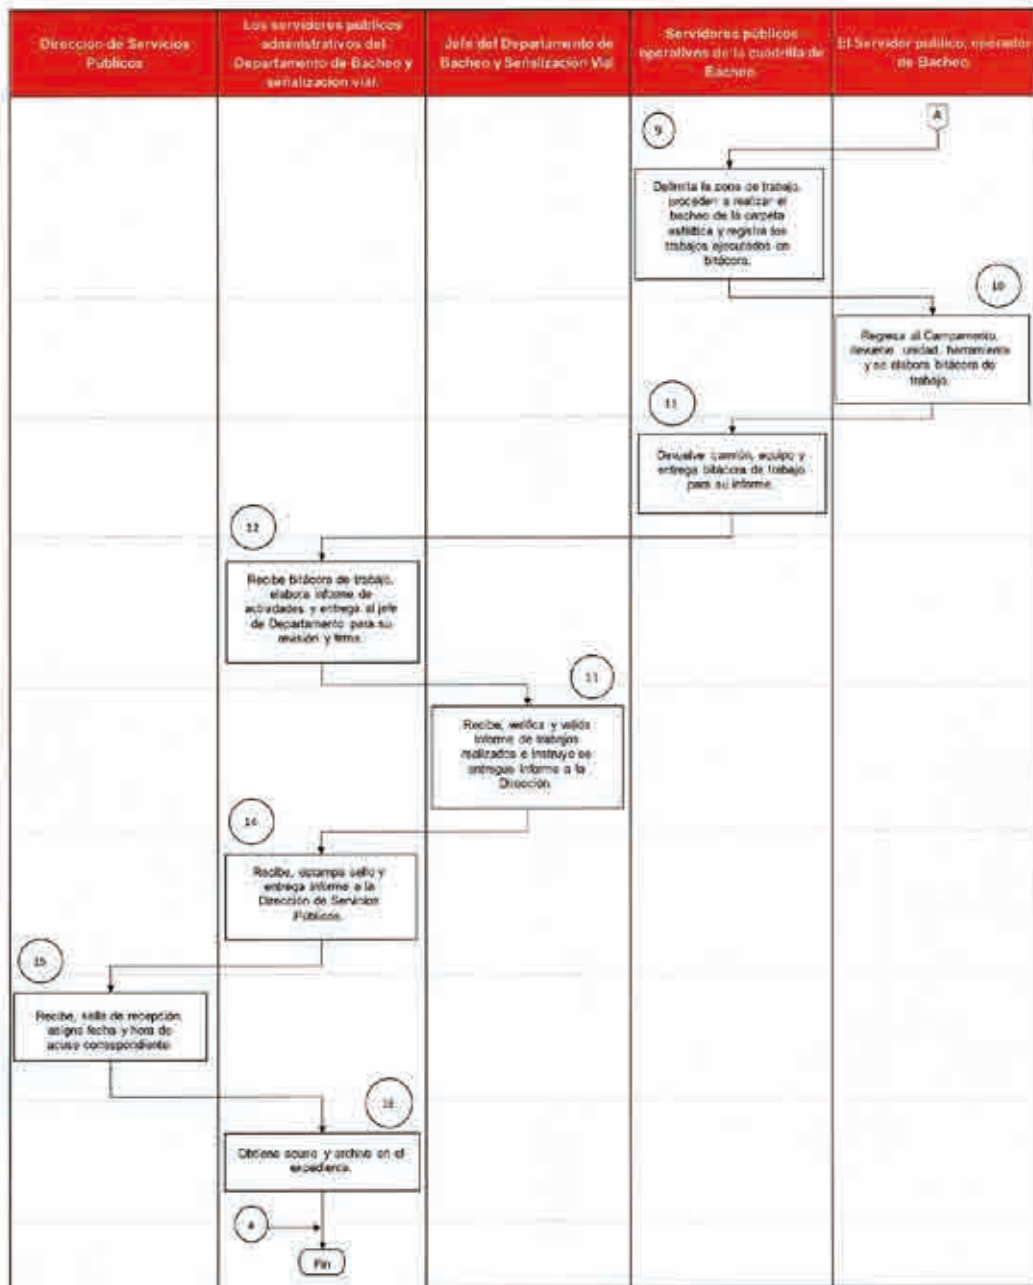 Dirección de Servicios
Públicos
Los servidores públicos
administrativos del
Departamento de Bacheo y
señalización vial.
Jefe del Departamento de
Bacheo y Señalización Vial
Servidores públicos
operativos de la cuadrilla de
Bacheo.
El Servidor público, operador
de Bacheo.
A
9
Delimita la zona de trabajo,
proceden a realizar el
bacheo de la carpeta
asfáltica y registra los
trabajos ejecutados en
bitácora.
10
Regresa al Campamento,
devuelve unidad, herramienta
y se elabora bitácora de
trabajo.
11
Devuelve camión, equipo y
entrega bitácora de trabajo
para su informe.
12
Recibe bitácora de trabajo,
elabora informe de
actividades y entrega al jefe
de Departamento para su
revisión y firma.
Recibe, verifica y valida
informe de trabajos
realizados e instruye se
entregue informe a la
Dirección.
14
Recibe, estampa sello y
entrega informe a la
Dirección de Servicios
Públicos.
15
Recibe, sella de recepción,
asigna fecha y hora de
acuse correspondiente.
Obtiene acuse y archiva en el
expediente.
Fin